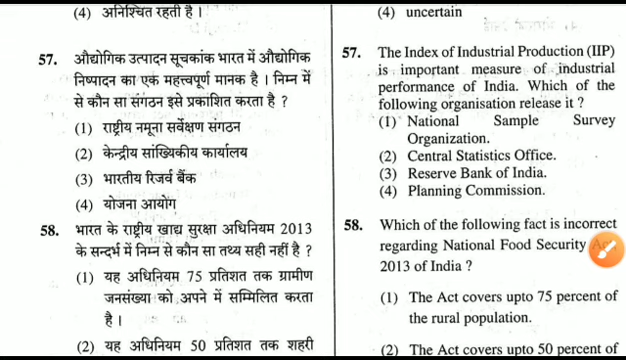 (4) अनिश्चित रहती है ।
57. औद्योगिक उत्पादन सूचकांक भारत में औद्योगिक
निष्पादन का एक महत्त्वपूर्ण मानक है । निम्न में
से कौन सा संगठन इसे प्रकाशित करता है ?
(1) राष्ट्रीय नमूना सर्वेक्षण संगठन
(2) केन्द्रीय सांख्यिकीय कार्यालय
(3) भारतीय रिजर्व बैंक
(4) योजना आयोग
58. भारत के राष्ट्रीय खाद्य सुरक्षा अधिनियम 2013
के सन्दर्भ में निम्न से कौन सा तथ्य सही नहीं है ?
(1) यह अधिनियम 75 प्रतिशत तक ग्रामीण
जनसंख्या को अपने में सम्मिलित करता
है ।
(2) यह अधिनियम 50 प्रतिशत तक शहरी
(4) uncertain
57. The Index of Industrial Production (IIP)
is important measure of industrial
performance of India. Which of the
following organisation release it ?
(1) National Sample Survey
Organization.
(2) Central Statistics Office.
(3) Reserve Bank of India.
(4) Planning Commission.
58. Which of the following fact is incorrect
regarding National Food Security
2013 of India ?
(1) The Act covers upto 75 percent of
the rural population.
(2) The Act covers upto 50 percent of